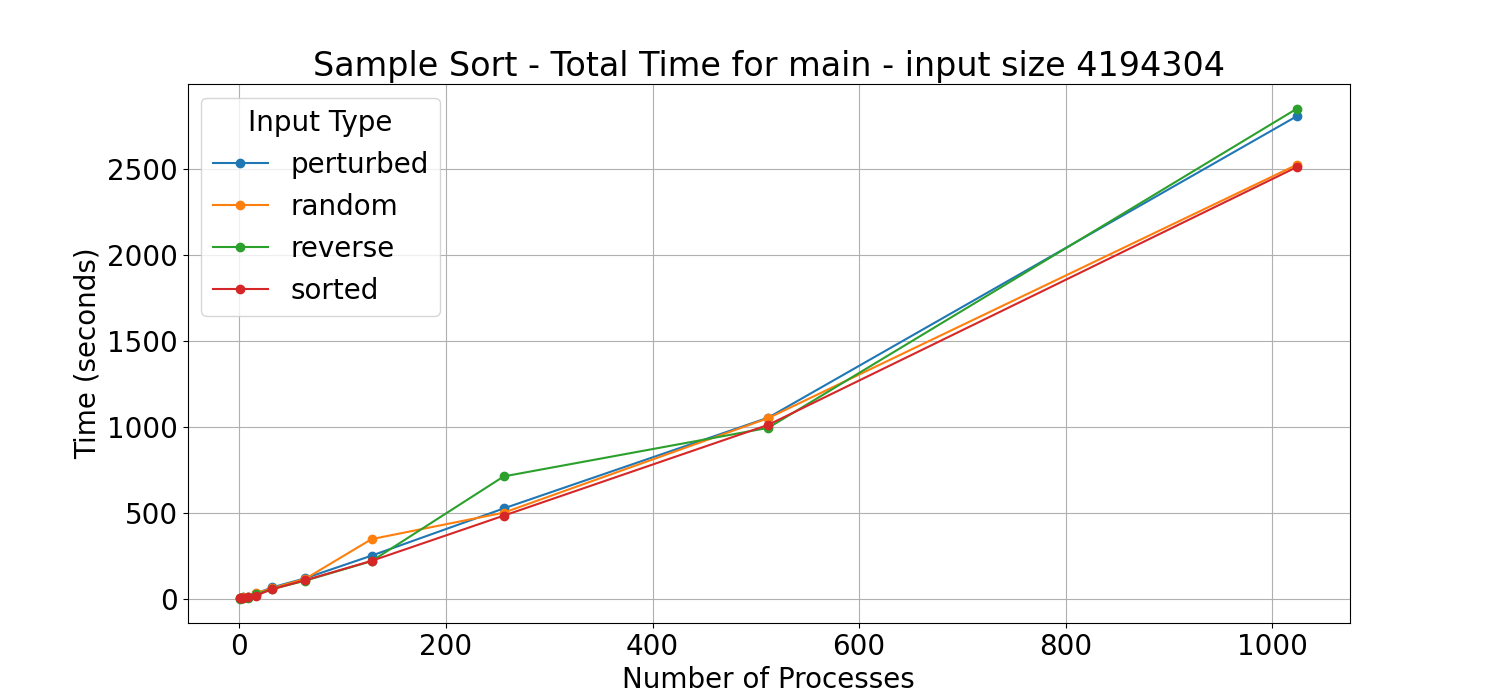 Sample Sort - Total Time for main - input size 4194304
Input Type
perturbed
random
reverse
sorted
Time (seconds)
2500
2000
1500
1000
500
0
0 200 400 600 800 1000
Number of Processes